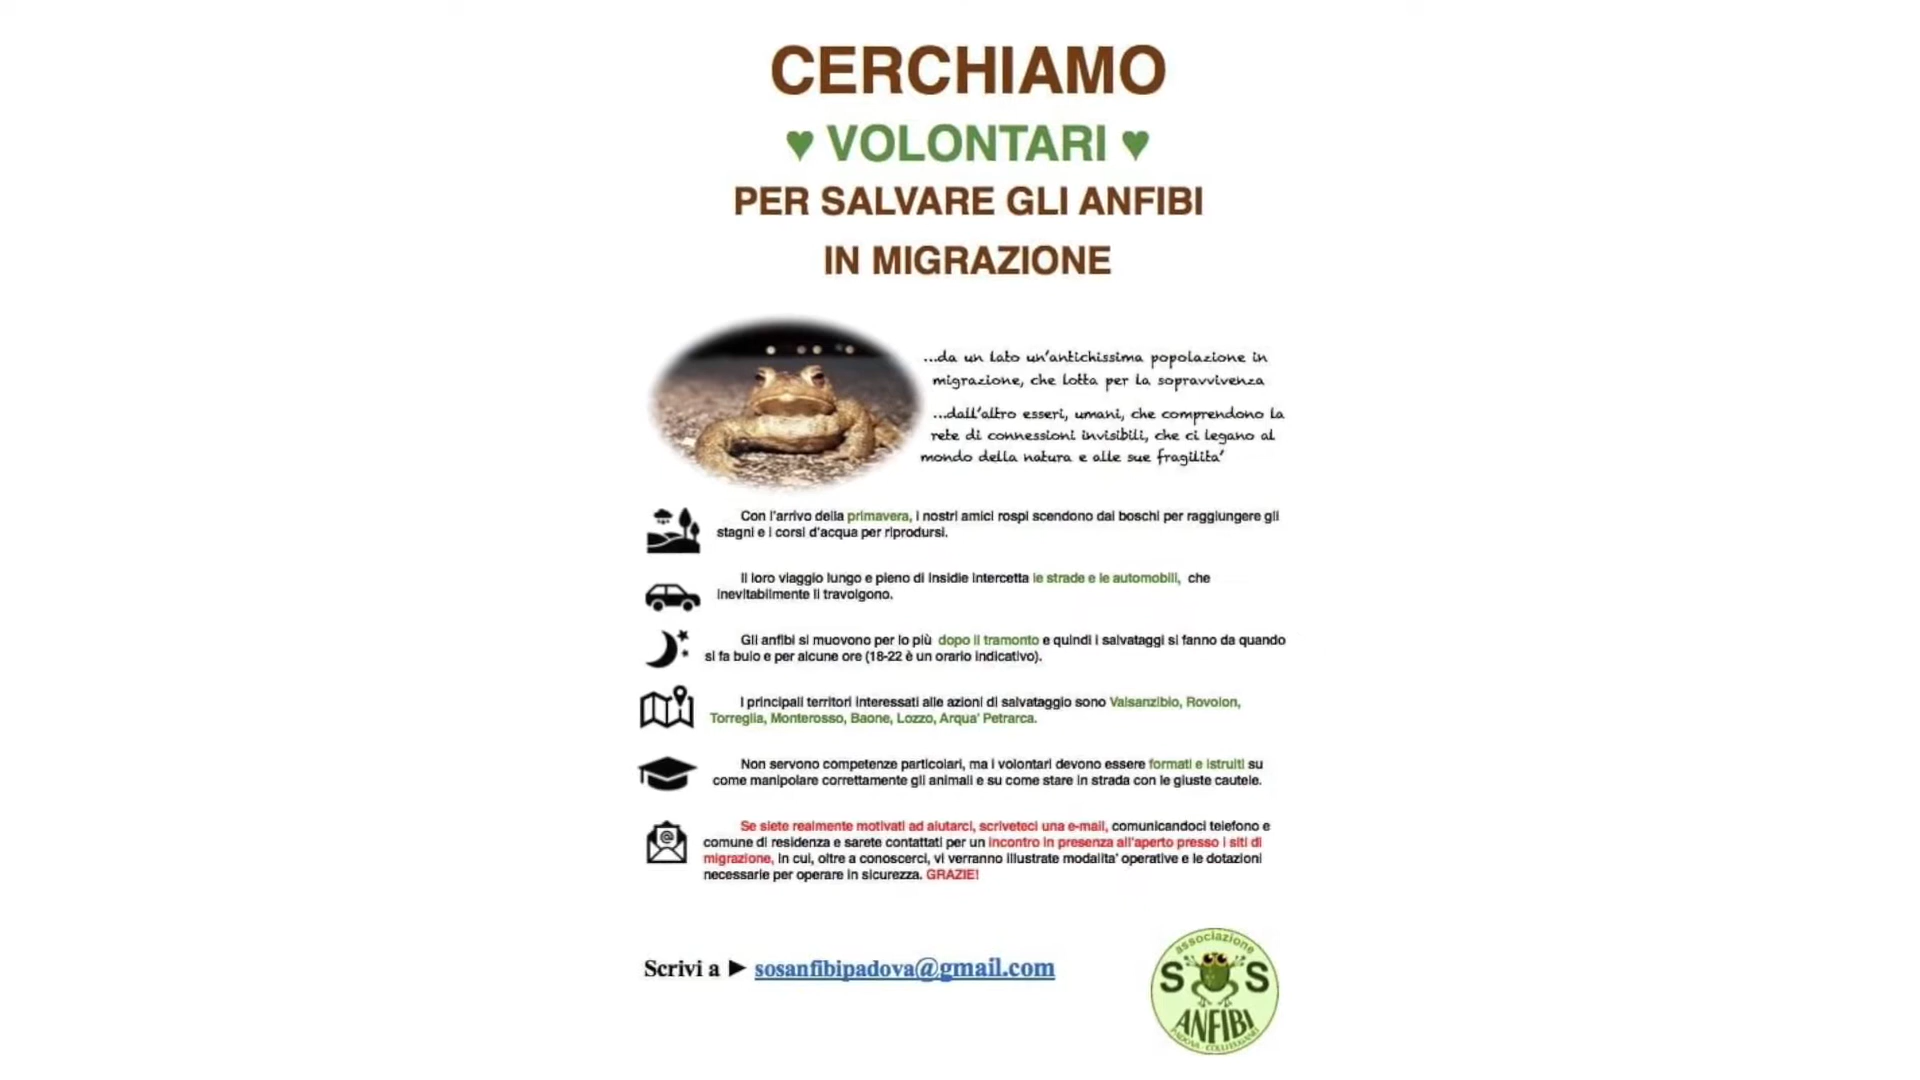 CERCHIAMO
♥ VOLONTARI ♥
PER SALVARE GLI ANFIBI
IN MIGRAZIONE
...da un lato un'antichissima popolazione in
migrazione, che lotta per la sopravvivenza
...dall'altro esseri, umani, che comprendono la
rete di connessioni invisibili, che ci legano al
mondo della natura e alle sue fragilita'
Con l'arrivo della primavera, i nostri amici rospi scendono dai boschi per raggiungere gli
stagni e i corsi d'acqua per riprodursi.
Il loro viaggio lungo e pieno di insidie intercetta le strade e le automobili, che
inevitabilmente li travolgono.
Gli anfibi si muovono per lo più dopo il tramonto e quindi i salvataggi si fanno da quando
si fa buio e per alcune ore (18-22 è un orario indicativo).
I principali territori interessati alle azioni di salvataggio sono Valsanzibio, Rovolon,
Torreglia, Monterosso, Baone, Lozzo, Arqua' Petrarca.
Non servono competenze particolari, ma i volontari devono essere formati e istruiti su
come manipolare correttamente gli animali e su come stare in strada con le giuste cautele.
Se siete realmente motivati ad aiutarci, scriveteci una e-mail, comunicandoci telefono e
comune di residenza e sarete contattati per un incontro in presenza all'aperto presso i siti di
migrazione, in cui, oltre a conoscerci, vi verranno illustrate modalita' operative e le dotazioni
necessarie per operare in sicurezza. GRAZIE!
Scrivi a ► sosanfibipadova@gmail.com
associazione
SOS
ANFIBI
PADOVA - COLLI EUGANEI